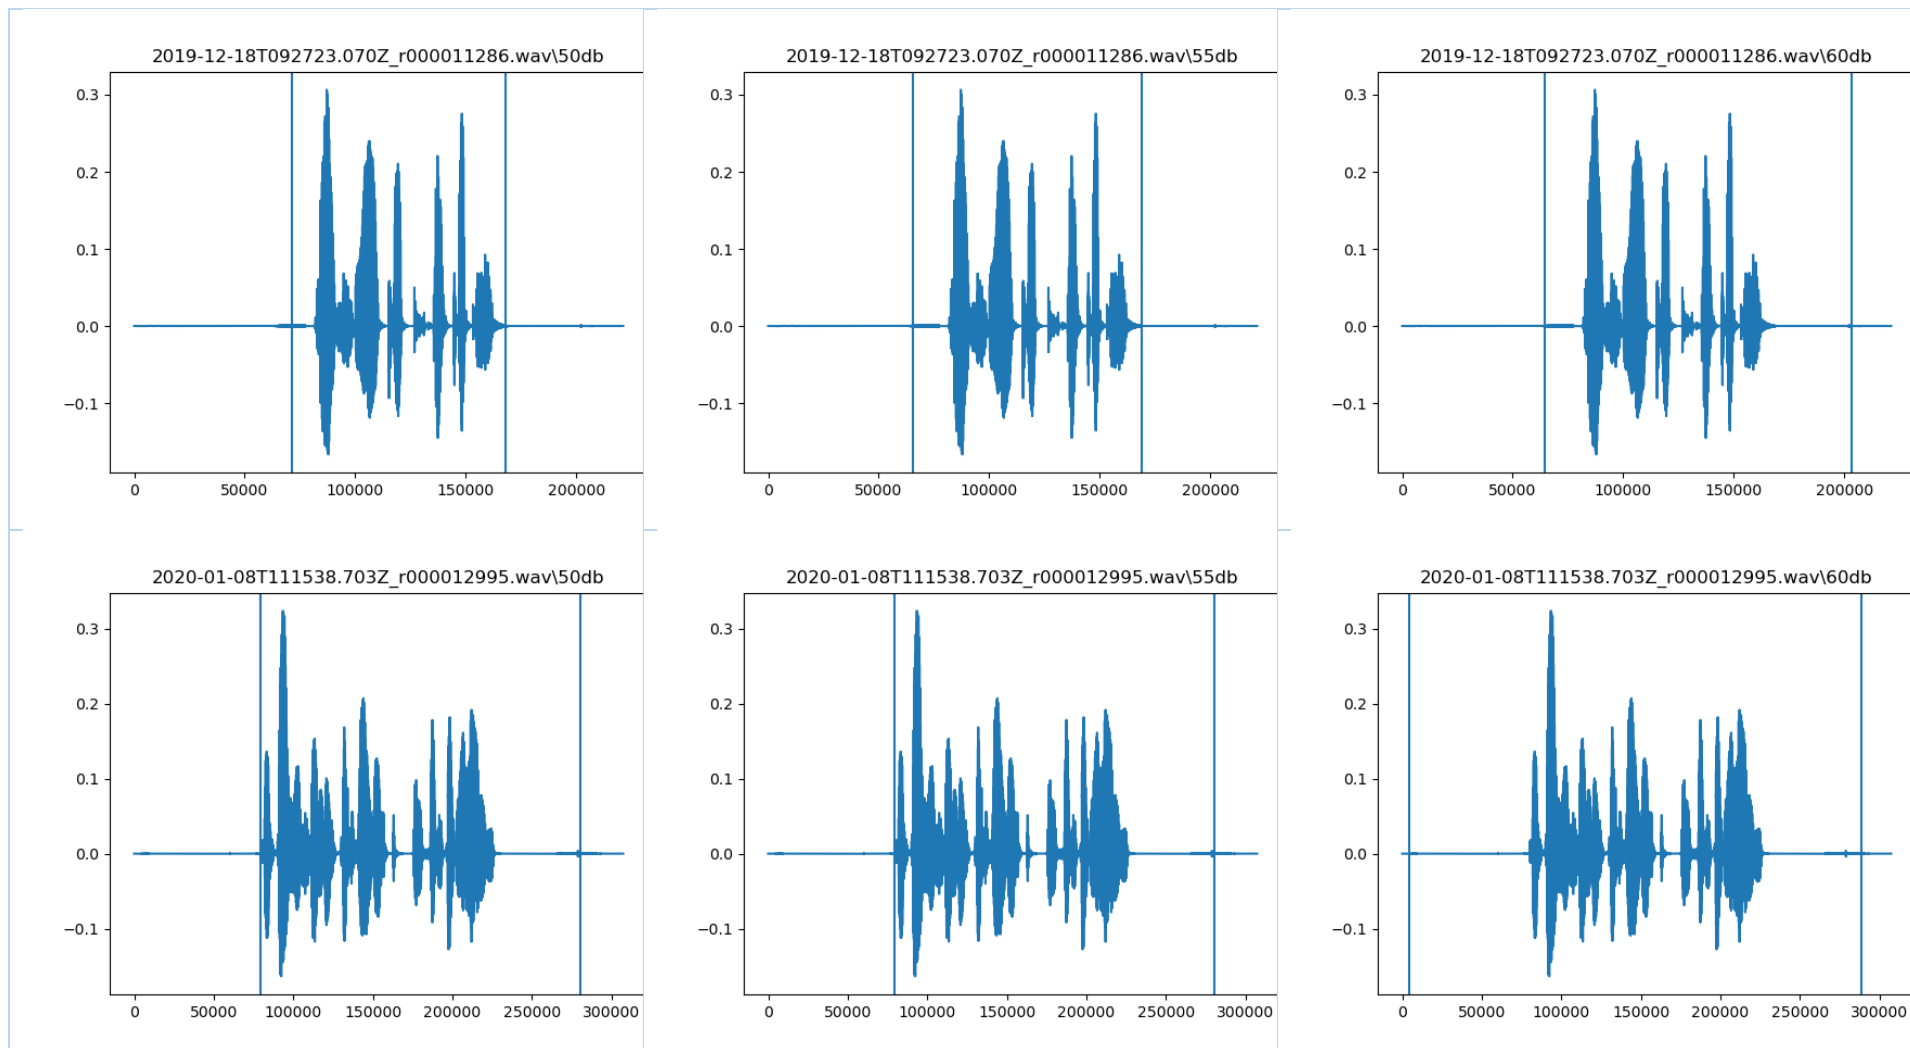 2019-12-18T092723.070Z_r000011286.wav\50db
0.3
0.2
0.1
0.0
−0.1
0 50000 100000 150000 200000
2019-12-18T092723.070Z_r000011286.wav\55db
0.3
0.2
0.1
0.0
−0.1
0 50000 100000 150000 200000
2019-12-18T092723.070Z_r000011286.wav\60db
0.3
0.2
0.1
0.0
−0.1
0 50000 100000 150000 200000
2020-01-08T111538.703Z_r000012995.wav\50db
0.3
0.2
0.1
0.0
−0.1
0 50000 100000 150000 200000 250000 300000
2020-01-08T111538.703Z_r000012995.wav\55db
0.3
0.2
0.1
0.0
−0.1
0 50000 100000 150000 200000 250000 300000
2020-01-08T111538.703Z_r000012995.wav\60db
0.3
0.2
0.1
0.0
−0.1
0 50000 100000 150000 200000 250000 300000